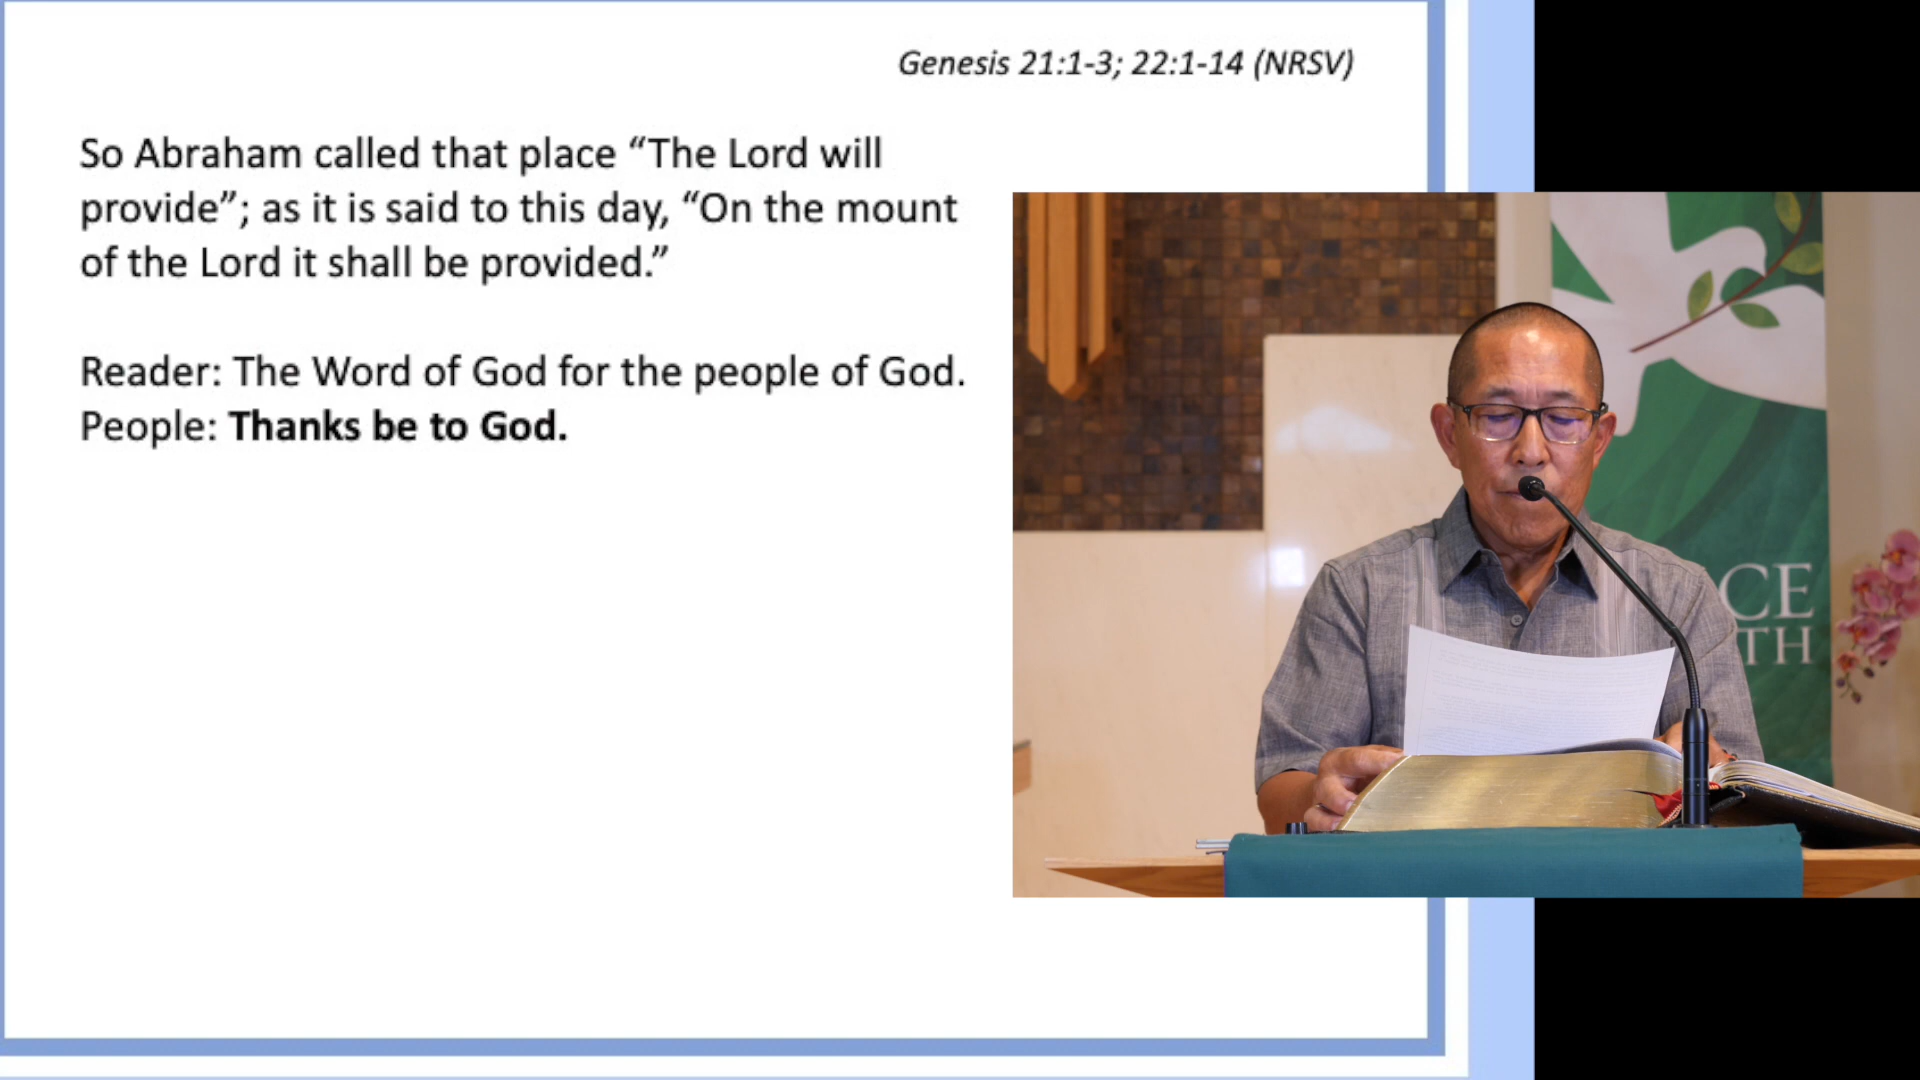 Genesis 21:1-3; 22:1-14 (NRSV)
So Abraham called that place “The Lord will
provide”; as it is said to this day, “On the mount
of the Lord it shall be provided.”
Reader: The Word of God for the people of God.
People: Thanks be to God.
CE
TH